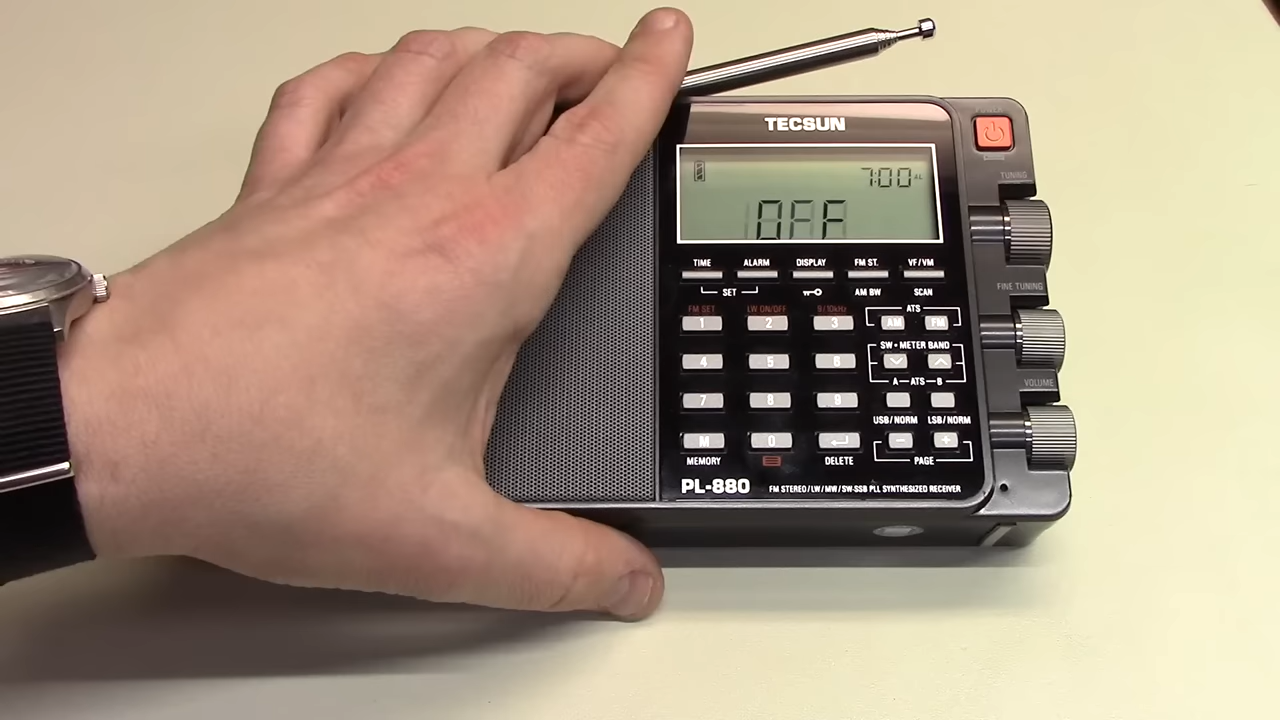 TECSUN
POWER
7:00 AL
OFF
TUNING
TIME ALARM DISPLAY FM ST. VF/VM
SET AM BW SCAN
FINE TUNING
FM SET LW ON/OFF 9/10kHz ATS
1 2 3 AM FM
SW • METER BAND
4 5 6
A ATS B
VOLUME
7 8 9
USB/NORM LSB/NORM
M 0 − +
MEMORY DELETE PAGE
PL-880 FM STEREO/LW/MW/SW-SSB PLL SYNTHESIZED RECEIVER